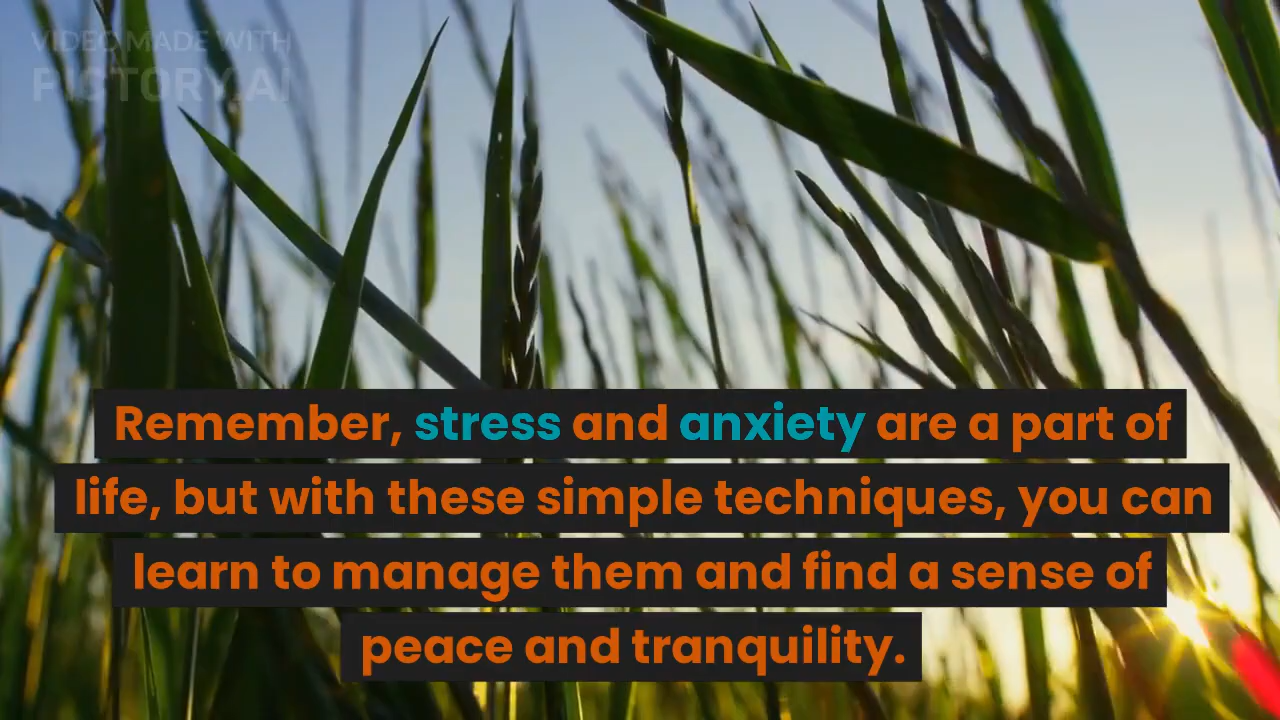 VIDEO MADE WITH
PICTORY.AI
Remember, stress and anxiety are a part of
life, but with these simple techniques, you can
learn to manage them and find a sense of
peace and tranquility.